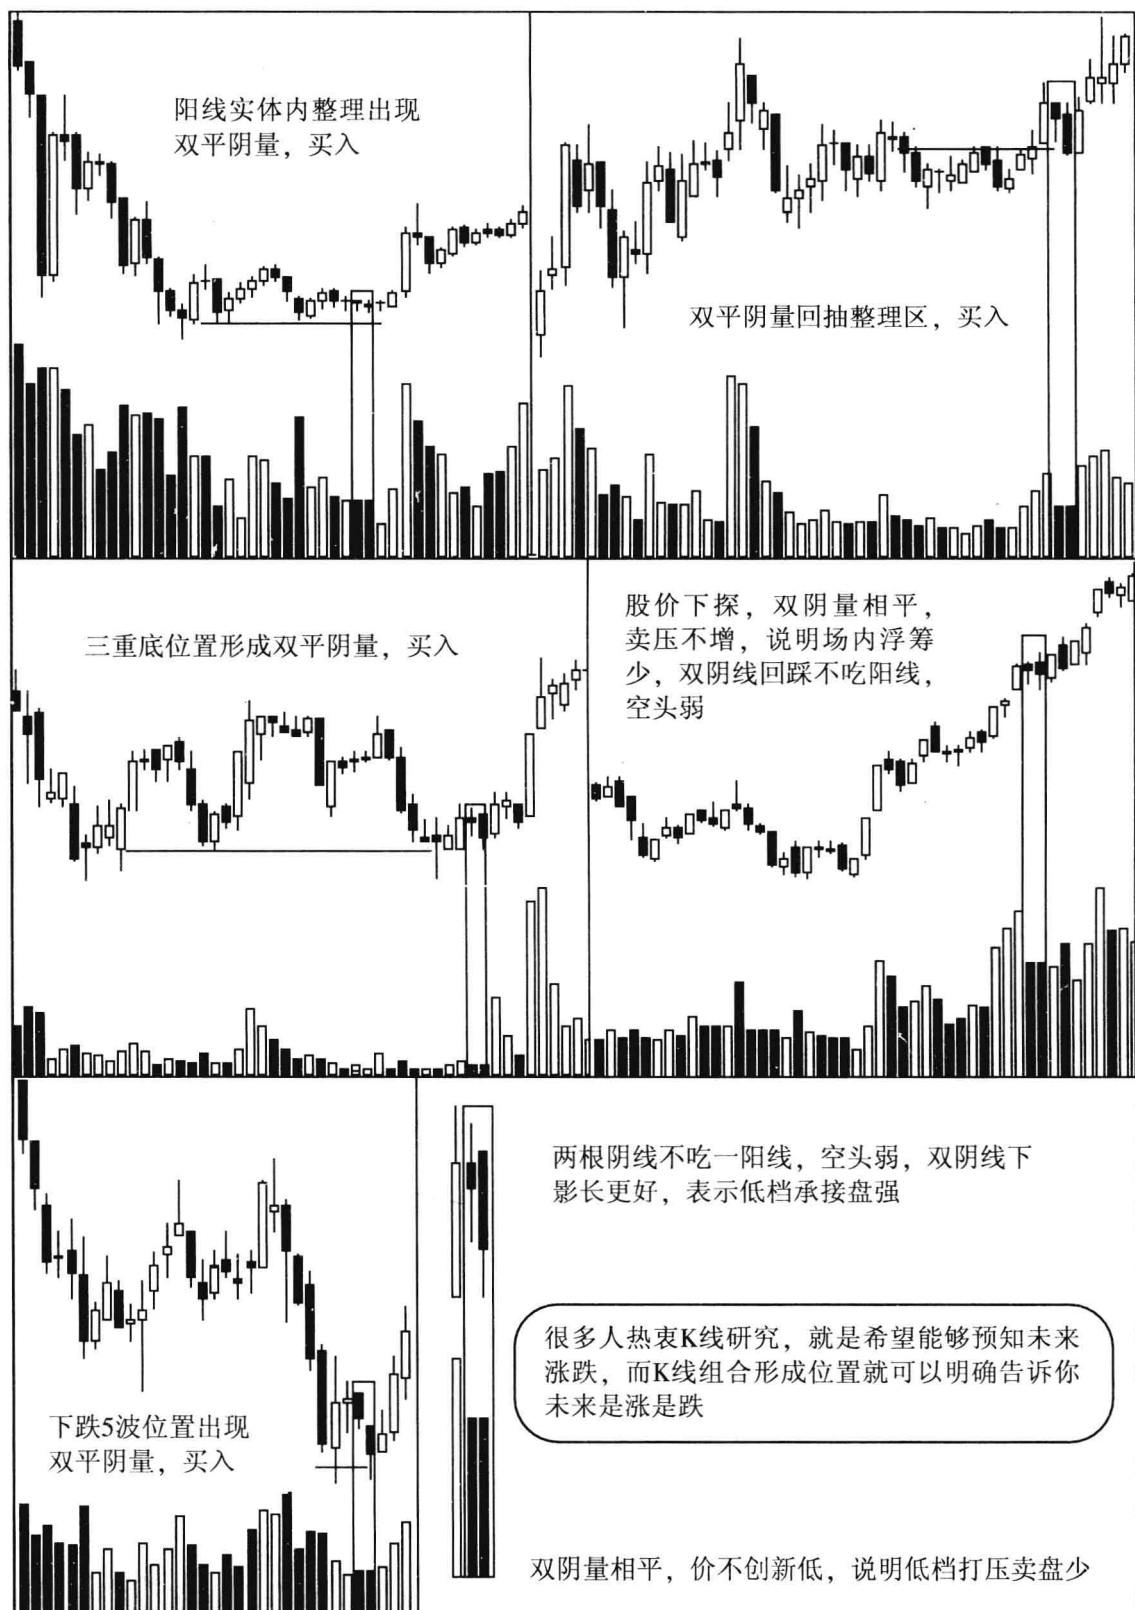 阳线实体内整理出现
双平阴量，买入
双平阴量回抽整理区，买入
三重底位置形成双平阴量，买入
股价下探，双阴量相平，
卖压不增，说明场内浮筹
少，双阴线回踩不吃阳线，
空头弱
下跌5波位置出现
双平阴量，买入
两根阴线不吃一阳线，空头弱，双阴线下
影长更好，表示低档承接盘强
很多人热衷K线研究，就是希望能够预知未来
涨跌，而K线组合形成位置就可以明确告诉你
未来是涨是跌
双阴量相平，价不创新低，说明低档打压卖盘少